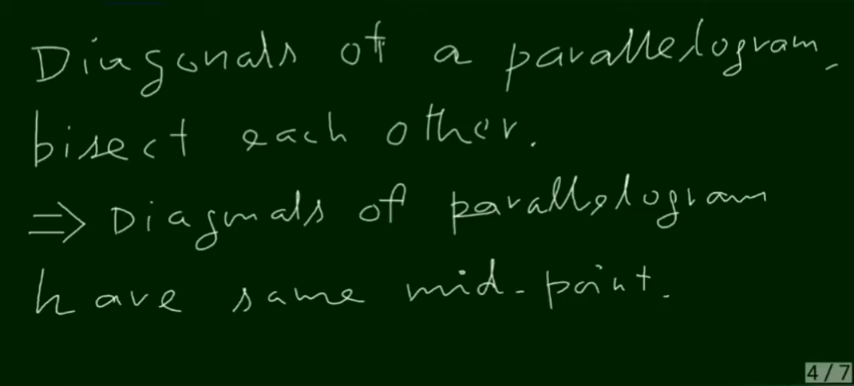 Diagonals of a parallelogram,
bisect each other.
⇒ Diagonals of parallelogram
have same mid-point.
4/7